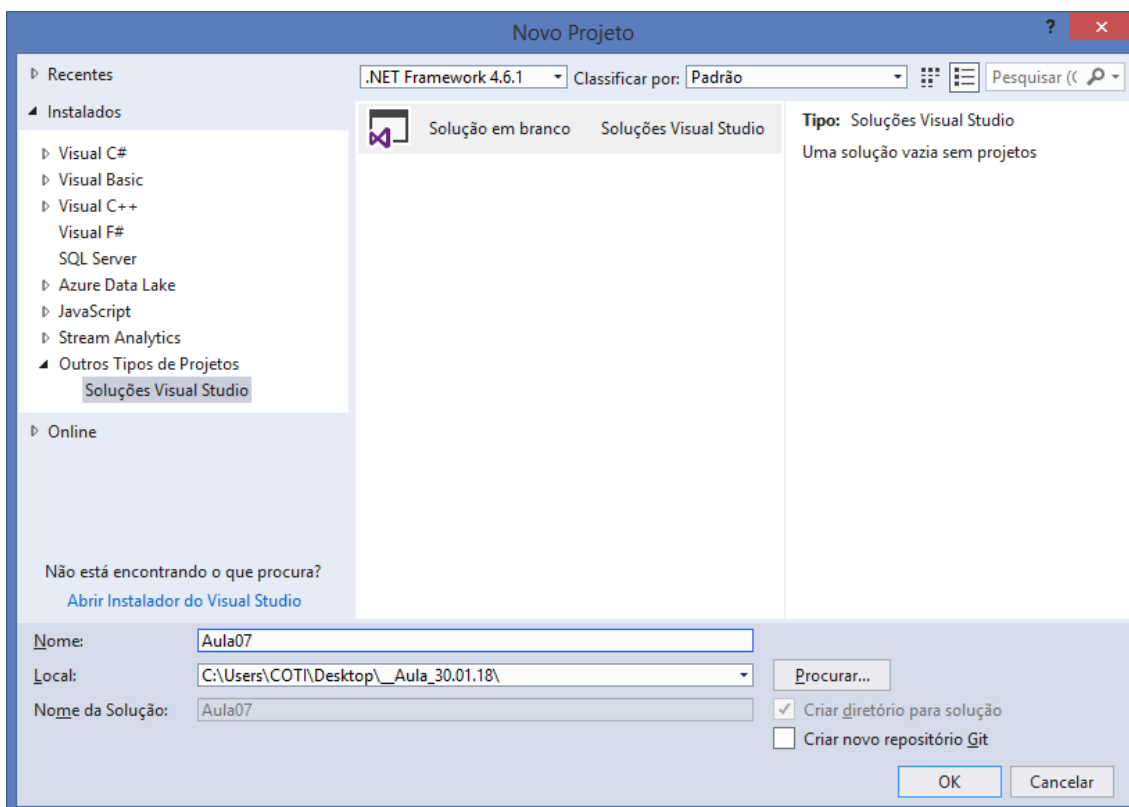 Novo Projeto
?
Recentes
Instalados
Visual C#
Visual Basic
Visual C++
Visual F#
SQL Server
Azure Data Lake
JavaScript
Stream Analytics
Outros Tipos de Projetos
Soluções Visual Studio
Online
Não está encontrando o que procura?
Abrir Instalador do Visual Studio
.NET Framework 4.6.1 Classificar por: Padrão
Pesquisar ((
Solução em branco Soluções Visual Studio
Tipo: Soluções Visual Studio
Uma solução vazia sem projetos
Nome: Aula07
Local: C:\Users\COTI\Desktop\__Aula_30.01.18\ Procurar...
Nome da Solução: Aula07
Criar diretório para solução
Criar novo repositório Git
OK Cancelar